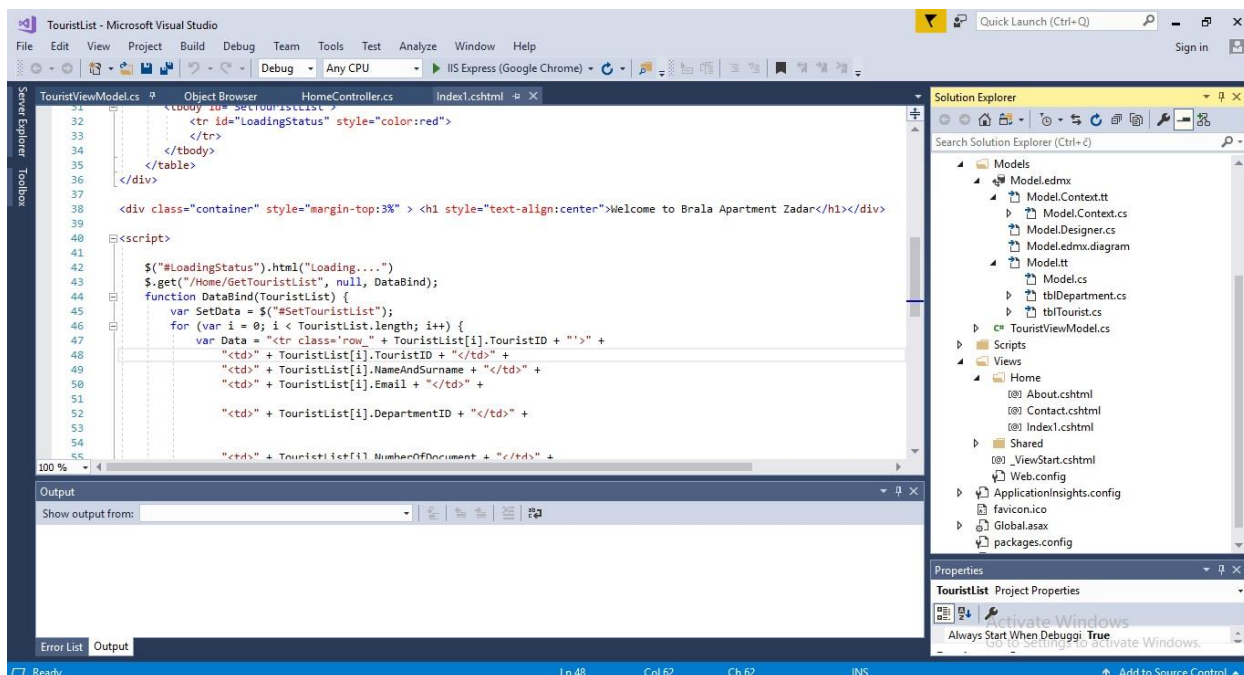 TouristList - Microsoft Visual Studio
Quick Launch (Ctrl+Q)
File Edit View Project Build Debug Team Tools Test Analyze Window Help
Sign in
Debug Any CPU IIS Express (Google Chrome)
Server Explorer
Toolbox
TouristViewModel.cs Object Browser HomeController.cs Index1.cshtml
31 <tbody id="SetTouristList">
32 <tr id="LoadingStatus" style="color:red">
33 </tr>
34 </tbody>
35 </table>
36 </div>
37
38 <div class="container" style="margin-top:3%" > <h1 style="text-align:center">Welcome to Brala Apartment Zadar</h1></div>
39
40 <script>
41
42 $("#LoadingStatus").html("Loading....")
43 $.get("/Home/GetTouristList", null, DataBind);
44 function DataBind(TouristList) {
45 var SetData = $("#SetTouristList");
46 for (var i = 0; i < TouristList.length; i++) {
47 var Data = "<tr class='row_" + TouristList[i].TouristID + "'>" +
48 "<td>" + TouristList[i].TouristID + "</td>" +
49 "<td>" + TouristList[i].NameAndSurname + "</td>" +
50 "<td>" + TouristList[i].Email + "</td>" +
51
52 "<td>" + TouristList[i].DepartmentID + "</td>" +
53
54
55 "<td>" + TouristList[i].NumberOfDocument + "</td>" +
100 %
Output
Show output from:
Error List Output
Solution Explorer
Search Solution Explorer (Ctrl+č)
Models
Model.edmx
Model.Context.tt
Model.Context.cs
Model.Designer.cs
Model.edmx.diagram
Model.tt
Model.cs
tblDepartment.cs
tblTourist.cs
C# TouristViewModel.cs
Scripts
Views
Home
[@] About.cshtml
[@] Contact.cshtml
[@] Index1.cshtml
Shared
[@] _ViewStart.cshtml
Web.config
ApplicationInsights.config
favicon.ico
Global.asax
packages.config
Properties
TouristList Project Properties
Activate Windows
Always Start When Debuggi True
Go to Settings to activate Windows.
Ready Ln 48 Col 62 Ch 62 INS Add to Source Control